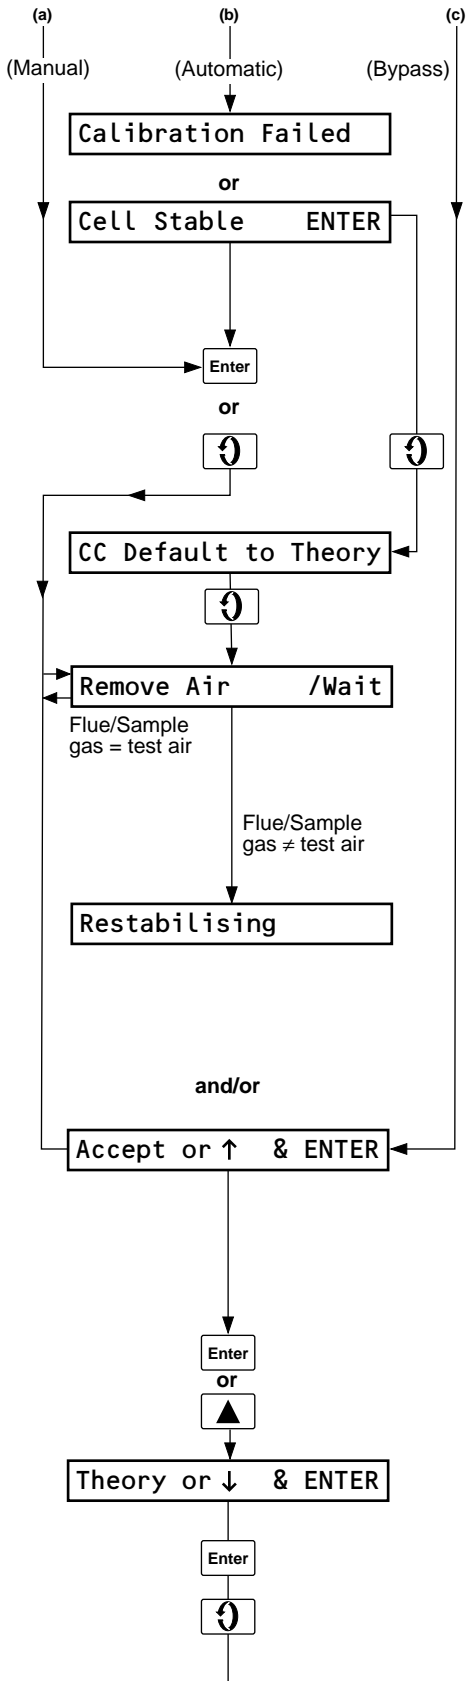 (a) (b) (c)
(Manual) (Automatic) (Bypass)
Calibration Failed
or
Cell Stable ENTER
Enter
or
CC Default to Theory
Remove Air /Wait
Flue/Sample
gas = test air
Flue/Sample
gas ≠ test air
Restabilising
and/or
Accept or ↑ & ENTER
Enter
or
Theory or ↓ & ENTER
Enter